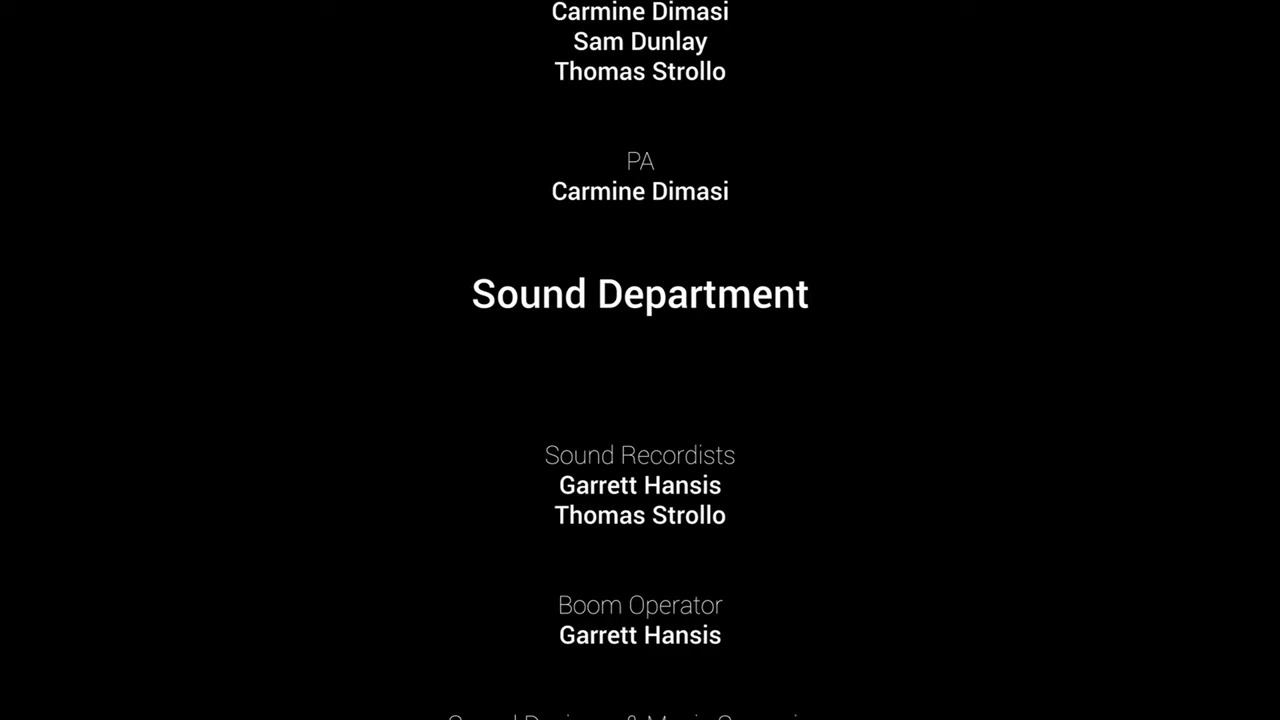 Carmine Dimasi
Sam Dunlay
Thomas Strollo
PA
Carmine Dimasi
Sound Department
Sound Recordists
Garrett Hansis
Thomas Strollo
Boom Operator
Garrett Hansis